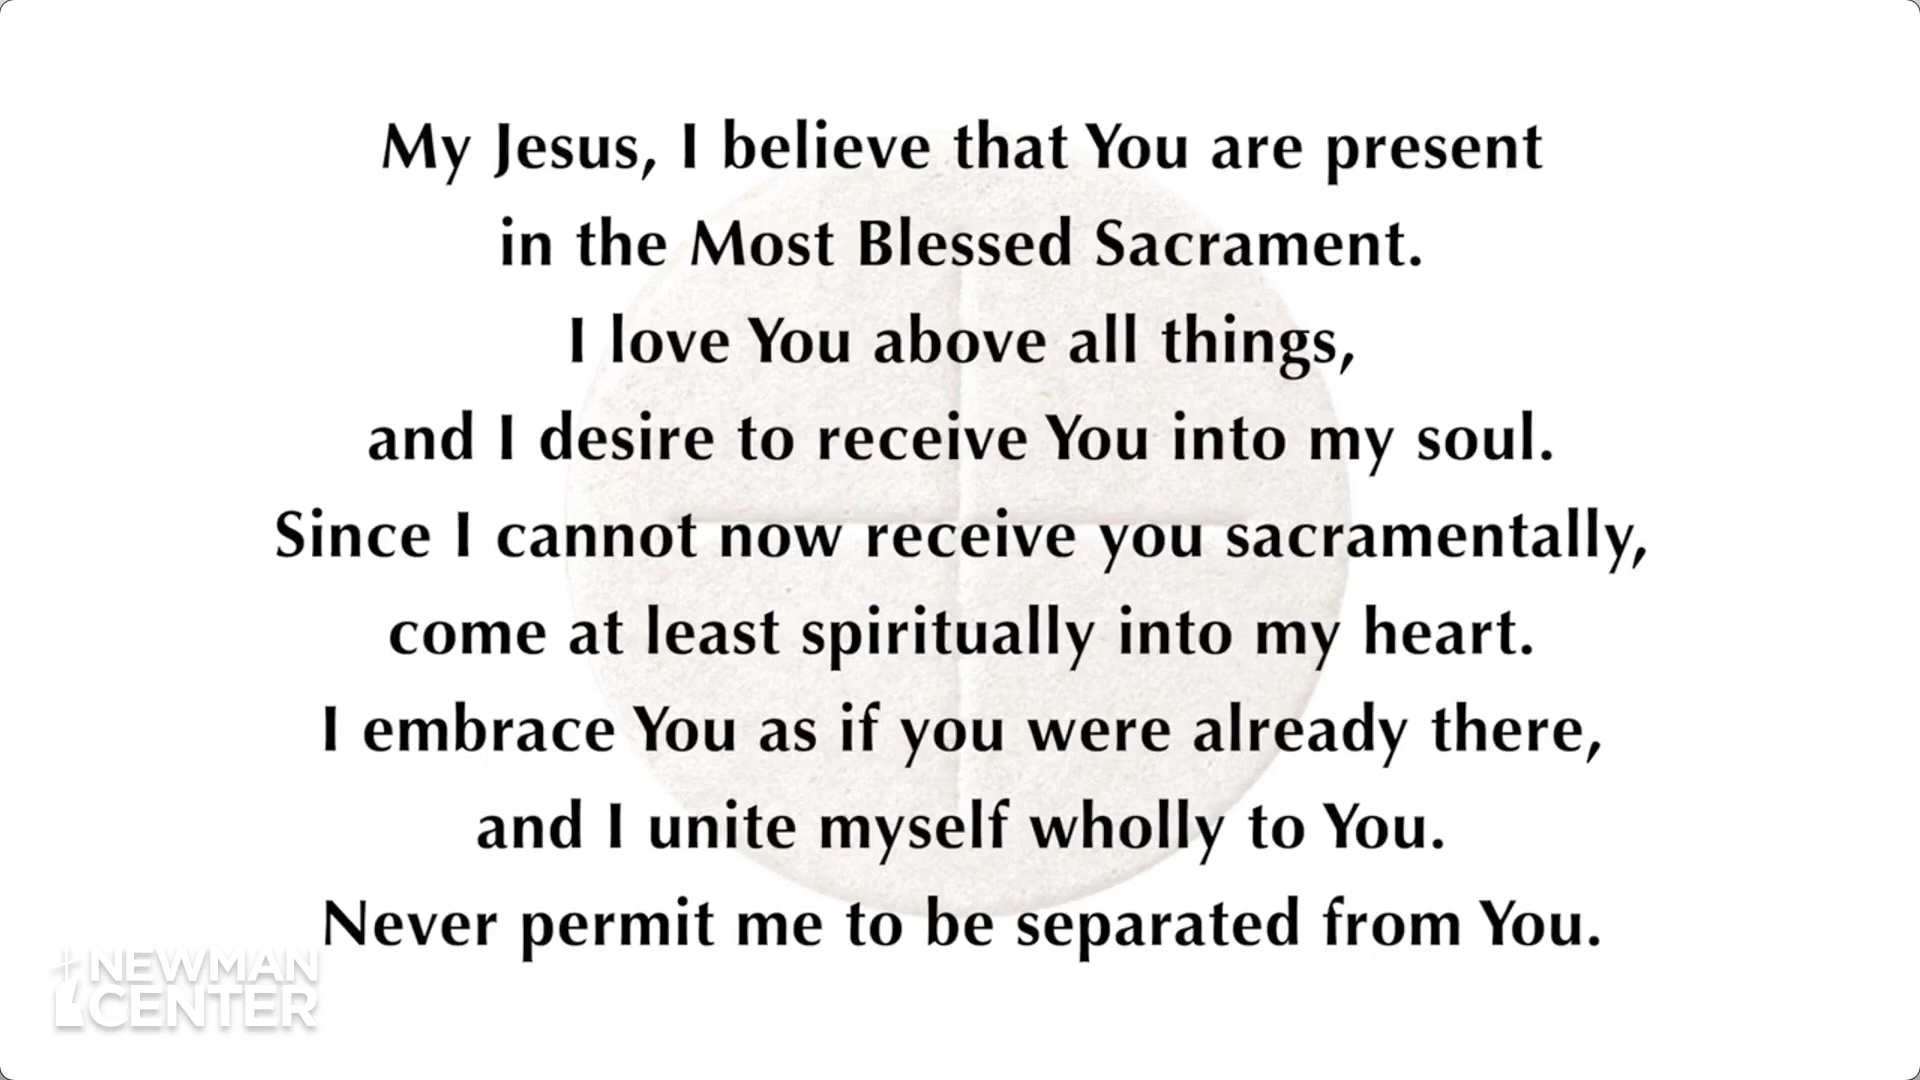 My Jesus, I believe that You are present
in the Most Blessed Sacrament.
I love You above all things,
and I desire to receive You into my soul.
Since I cannot now receive you sacramentally,
come at least spiritually into my heart.
I embrace You as if you were already there,
and I unite myself wholly to You.
Never permit me to be separated from You.
NEWMAN
CENTER